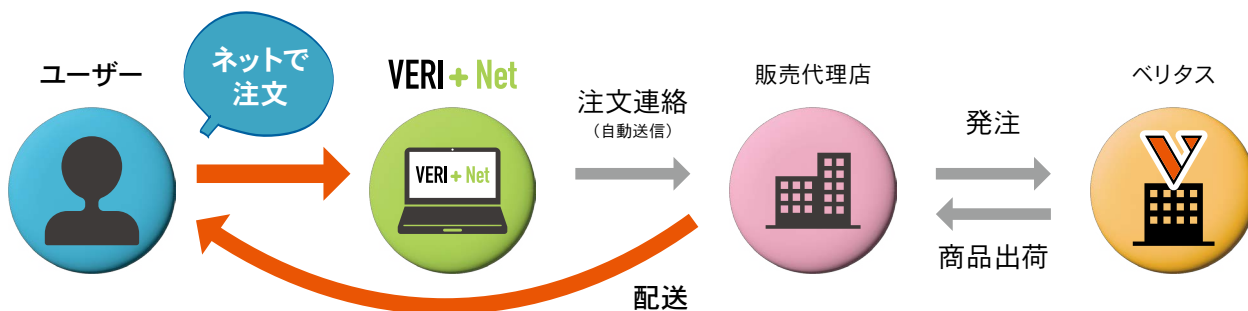 ユーザー
ネットで
注文
VERI + Net
VERI + Net
注文連絡
（自動送信）
販売代理店
発注
商品出荷
ベリタス
配送